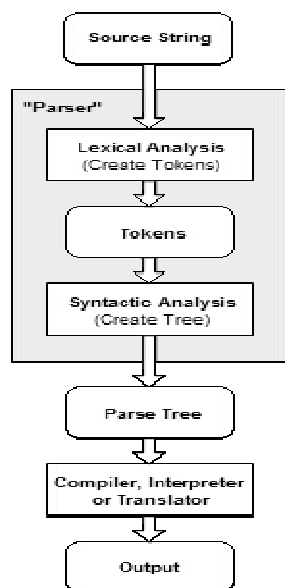 Source String
"Parser"
Lexical Analysis
(Create Tokens)
Tokens
Syntactic Analysis
(Create Tree)
Parse Tree
Compiler, Interpreter
or Translator
Output